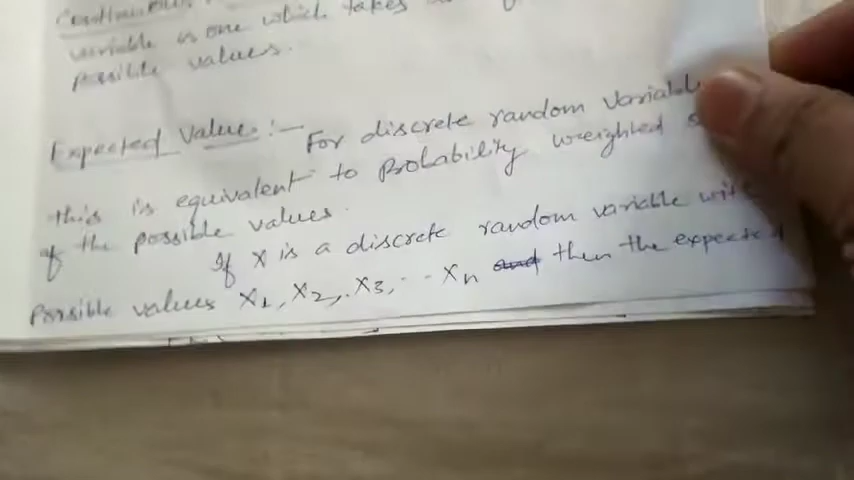 variable is one which takes
possible values.
Expected Value :- For discrete random variable
this is equivalent to Probability weighted
of the possible values.
If X is a discrete random variable with
Possible values X1, X2, X3, .. Xn then the expected